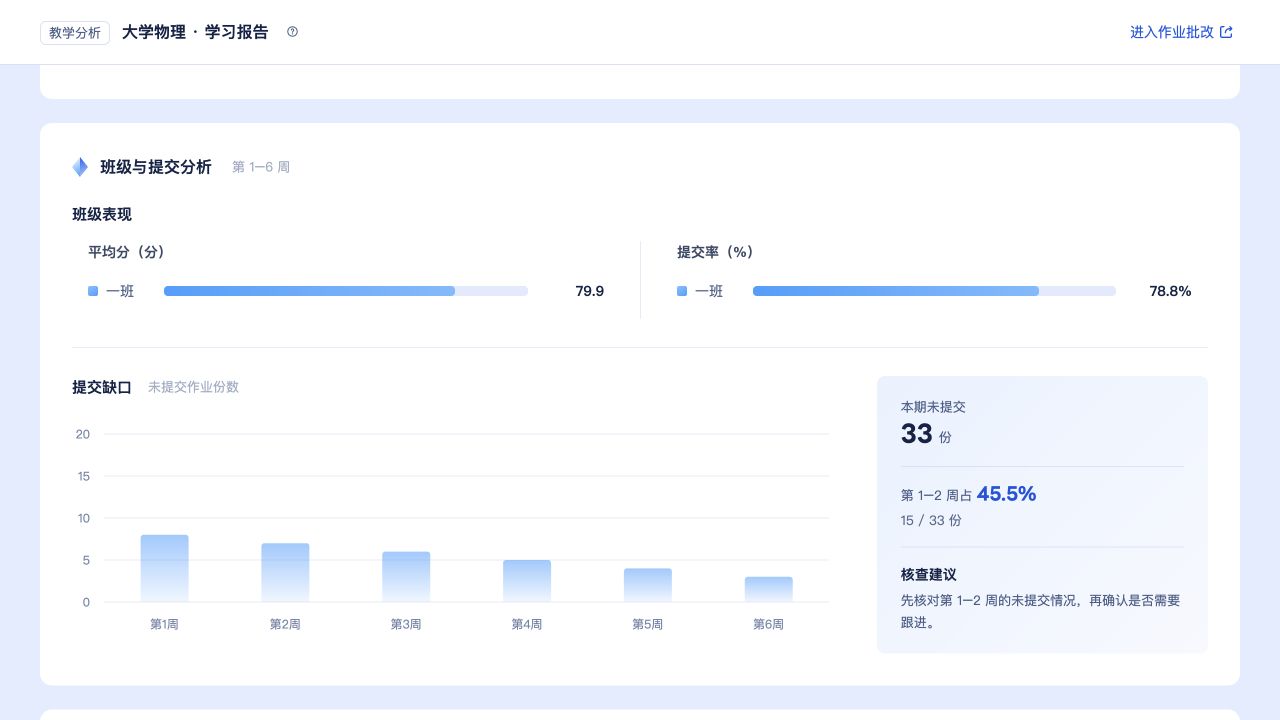 教学分析
大学物理 · 学习报告
进入作业批改
班级与提交分析
第 1—6 周
班级表现
平均分（分）
一班
79.9
提交率（%）
一班
78.8%
提交缺口
未提交作业份数
20
15
10
5
0
第1周
第2周
第3周
第4周
第5周
第6周
本期未提交
33 份
第 1—2 周占 45.5%
15 / 33 份
核查建议
先核对第 1—2 周的未提交情况，再确认是否需要
跟进。